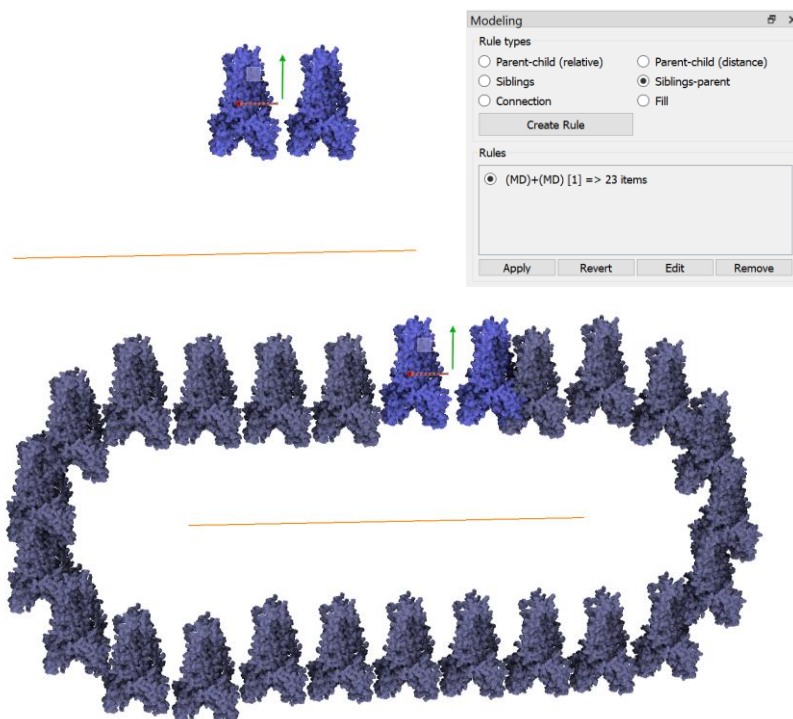 Modeling
Rule types
Parent-child (relative) Parent-child (distance)
Siblings Siblings-parent
Connection Fill
Create Rule
Rules
(MD)+(MD) [1] => 23 items
Apply Revert Edit Remove